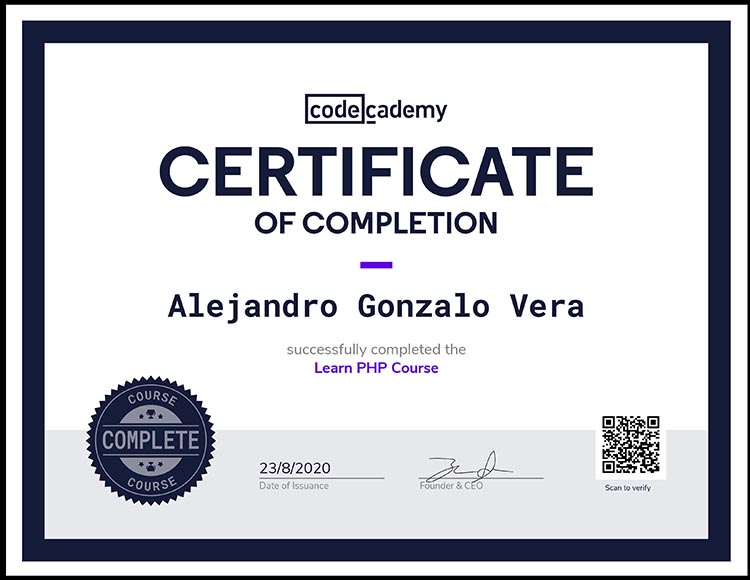 codecademy
CERTIFICATE
OF COMPLETION
Alejandro Gonzalo Vera
successfully completed the
Learn PHP Course
COURSE
COMPLETE
COURSE
23/8/2020
Date of Issuance
Founder & CEO
Scan to verify